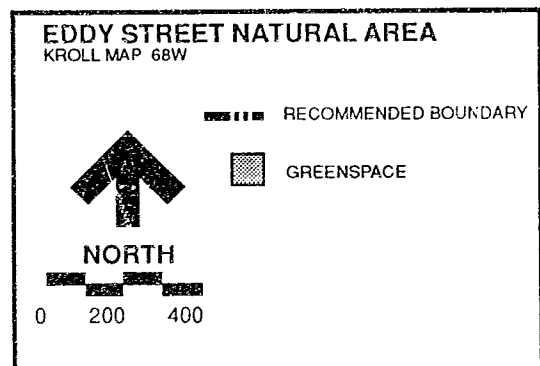 EDDY STREET NATURAL AREA
KROLL MAP 68W
RECOMMENDED BOUNDARY
GREENSPACE
NORTH
0 200 400